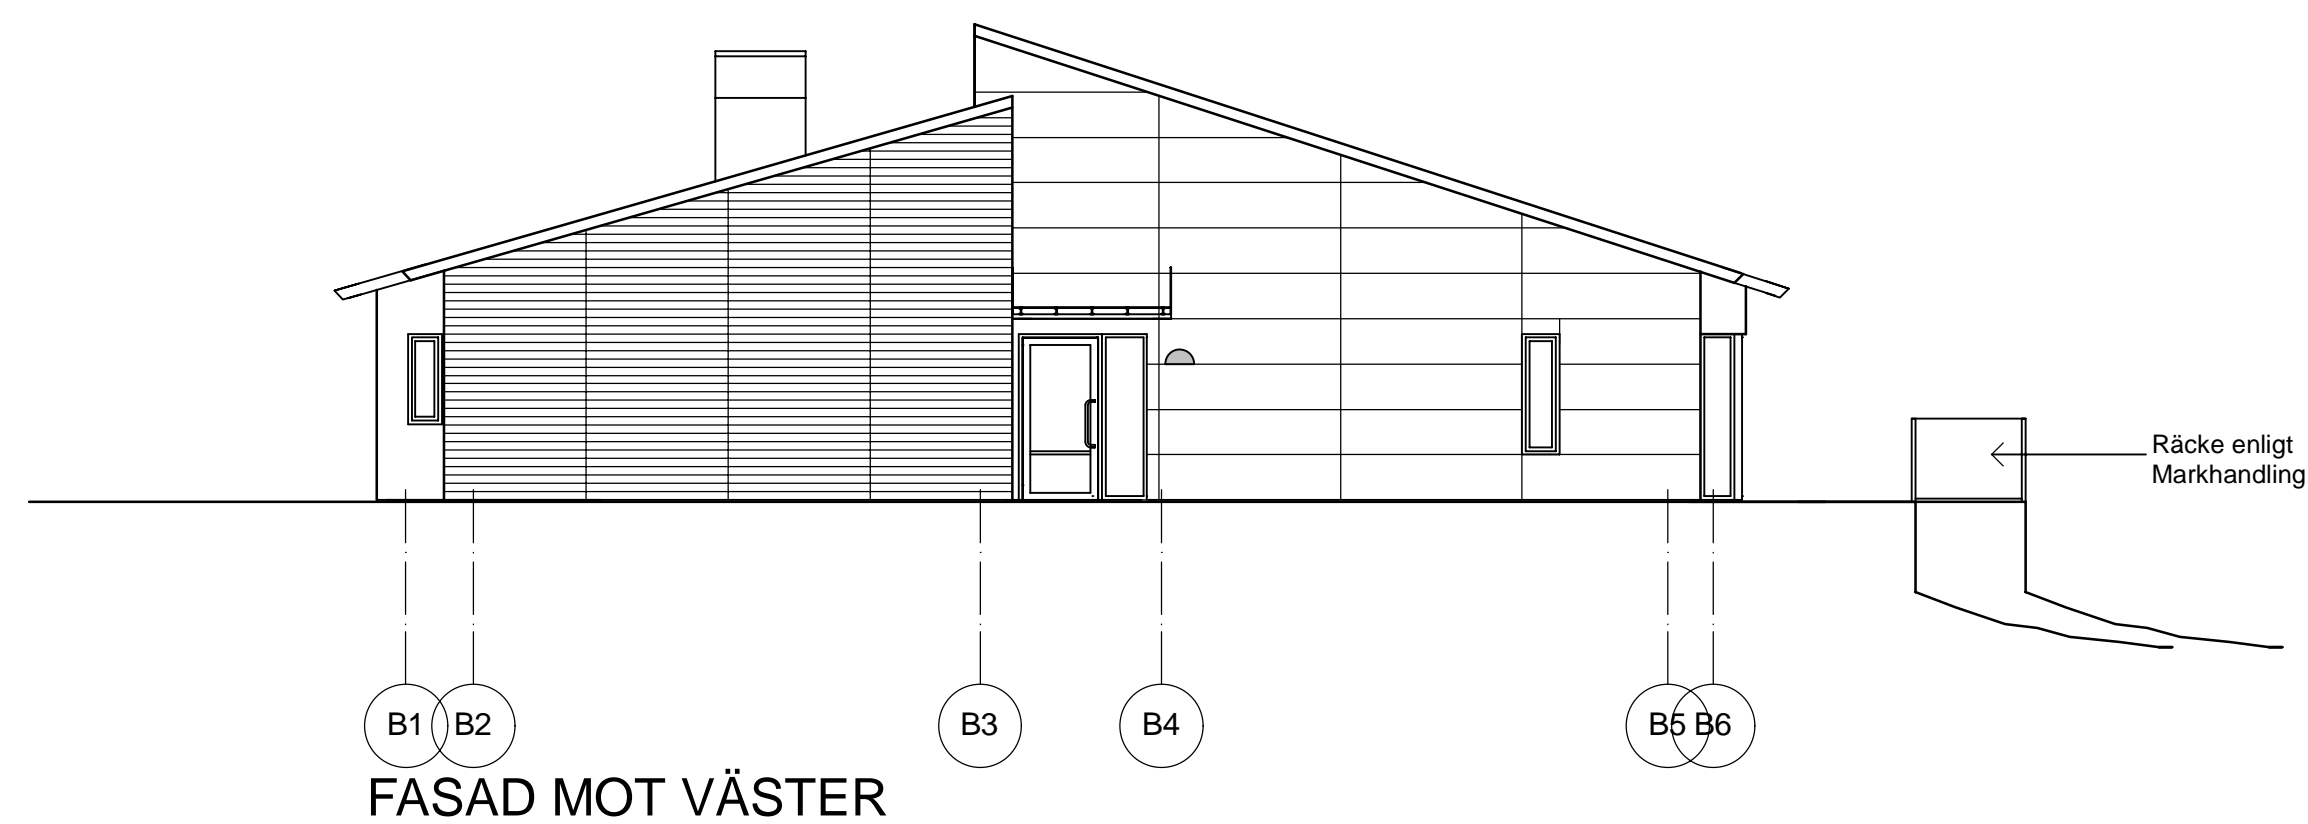 Räcke enligt
Markhandling
B1 B2 B3 B4 B5 B6
FASAD MOT VÄSTER